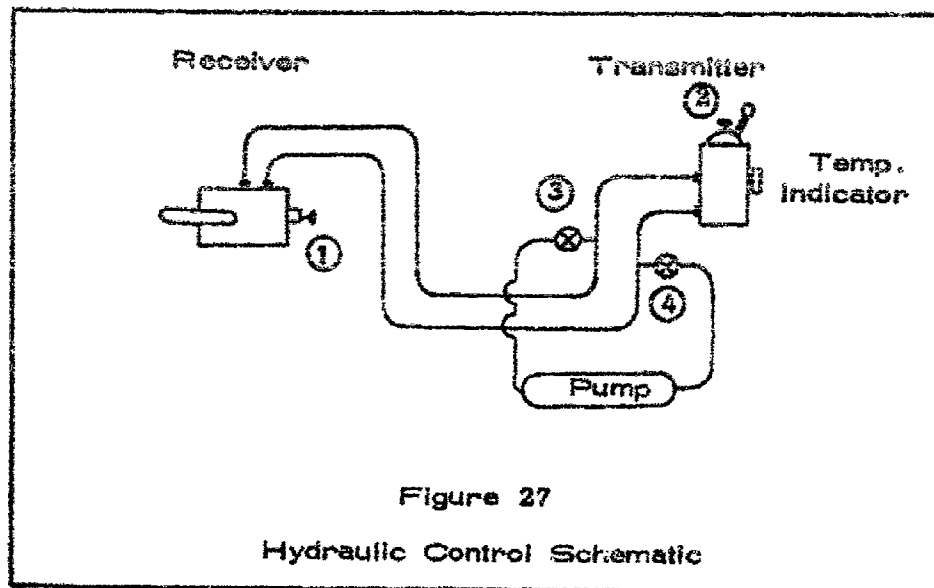 Receiver
Transmitter
②
Temp.
Indicator
③
①
④
Pump
Figure 27
Hydraulic Control Schematic